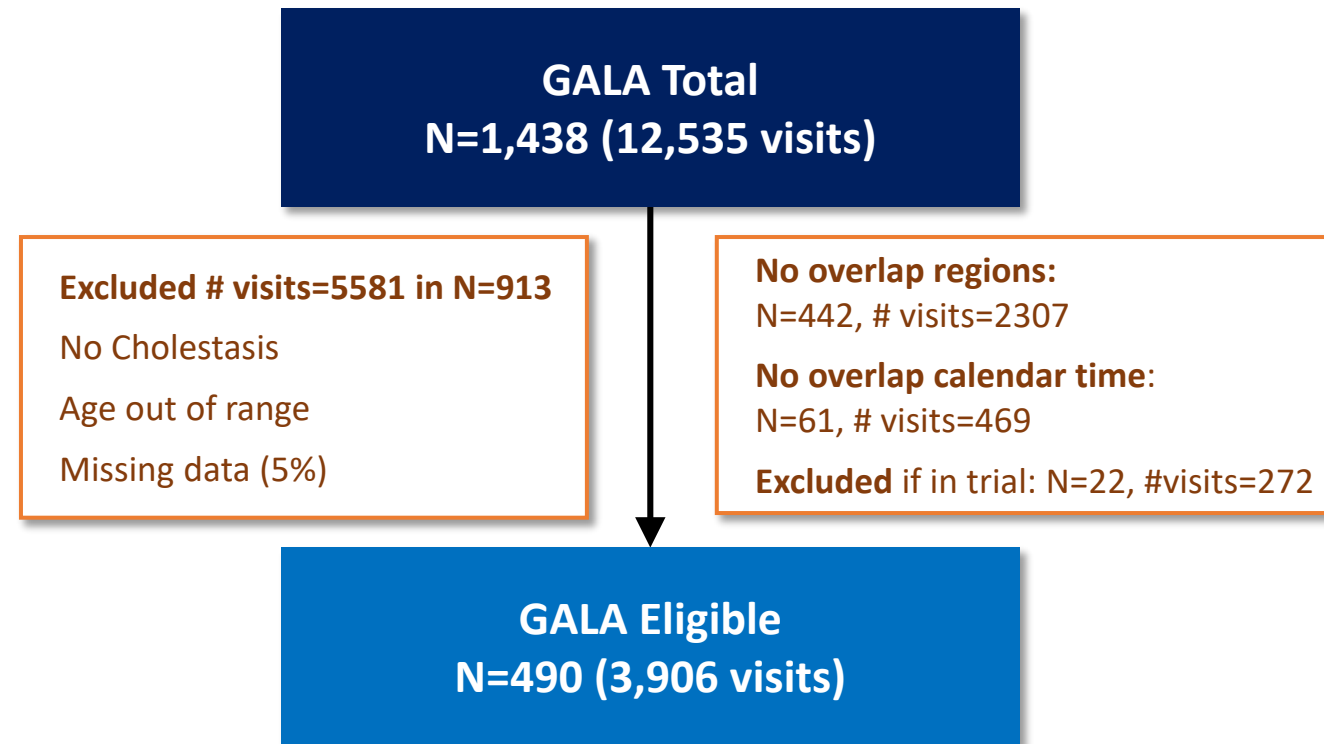 GALA Total
N=1,438 (12,535 visits)
Excluded # visits=5581 in N=913
No Cholestasis
Age out of range
Missing data (5%)
No overlap regions:
N=442, # visits=2307
No overlap calendar time:
N=61, # visits=469
Excluded if in trial: N=22, #visits=272
GALA Eligible
N=490 (3,906 visits)